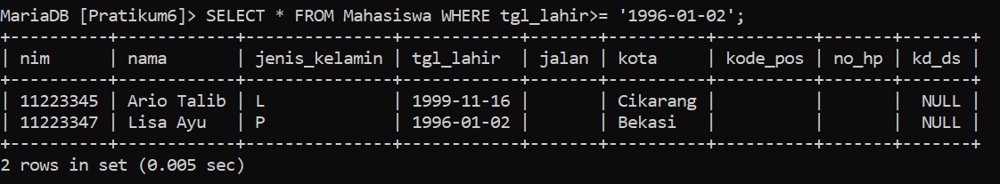 MariaDB [Pratikum6]> SELECT * FROM Mahasiswa WHERE tgl_lahir>= '1996-01-02';
+----------+-------------+---------------+------------+-------+----------+----------+-------+-------+
| nim      | nama        | jenis_kelamin | tgl_lahir  | jalan | kota     | kode_pos | no_hp | kd_ds |
+----------+-------------+---------------+------------+-------+----------+----------+-------+-------+
| 11223345 | Ario Talib | L             | 1999-11-16 |       | Cikarang |          |       |  NULL |
| 11223347 | Lisa Ayu   | P             | 1996-01-02 |       | Bekasi   |          |       |  NULL |
+----------+-------------+---------------+------------+-------+----------+----------+-------+-------+
2 rows in set (0.005 sec)